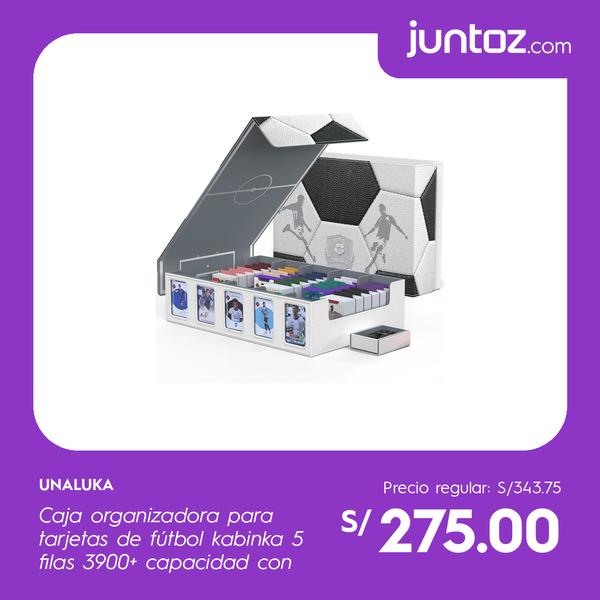 juntoz.com
UNALUKA
Caja organizadora para
tarjetas de fútbol kabinka 5
filas 3900+ capacidad con
Precio regular: S/343.75
S/ 275.00